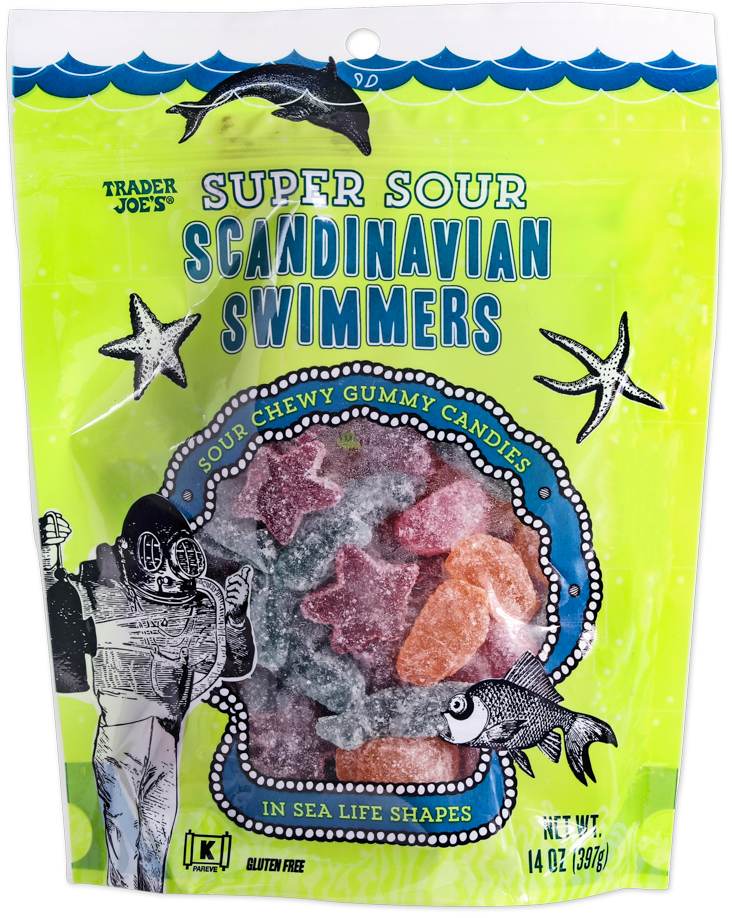 TRADER
JOE'S®
SUPER SOUR
SCANDINAVIAN
SWIMMERS
SOUR CHEWY GUMMY CANDIES
IN SEA LIFE SHAPES
K
PAREVE
GLUTEN FREE
NET WT.
14 OZ (397g)